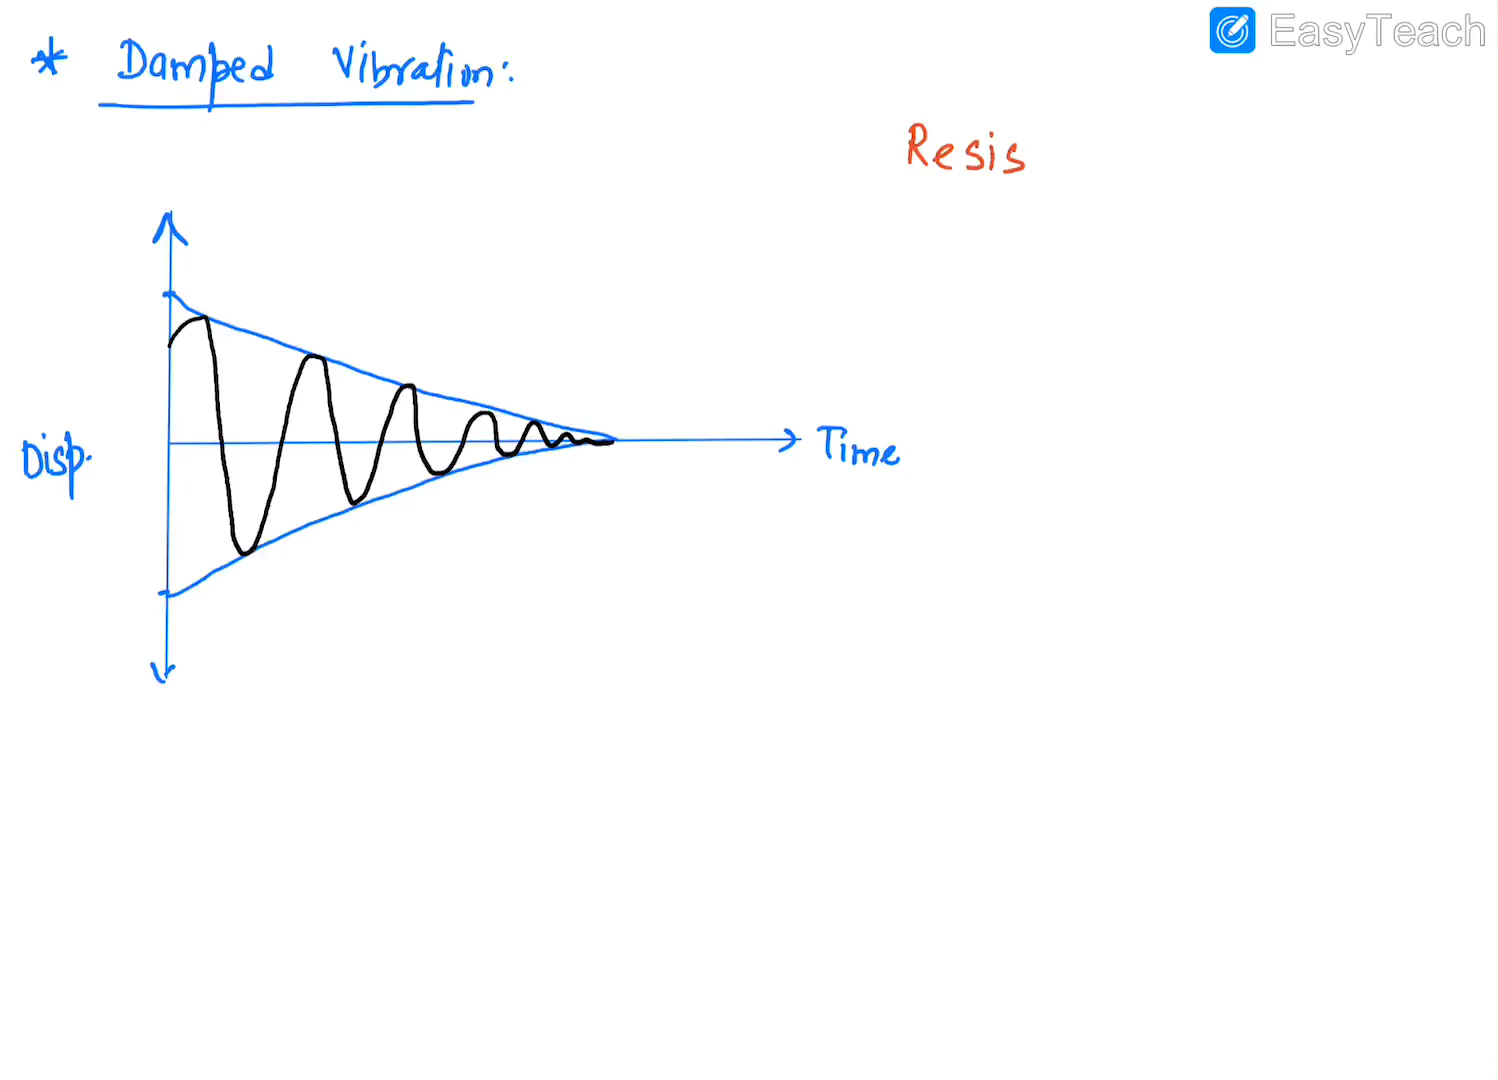 EasyTeach
* Damped Vibration:
Resis
Disp.
Time